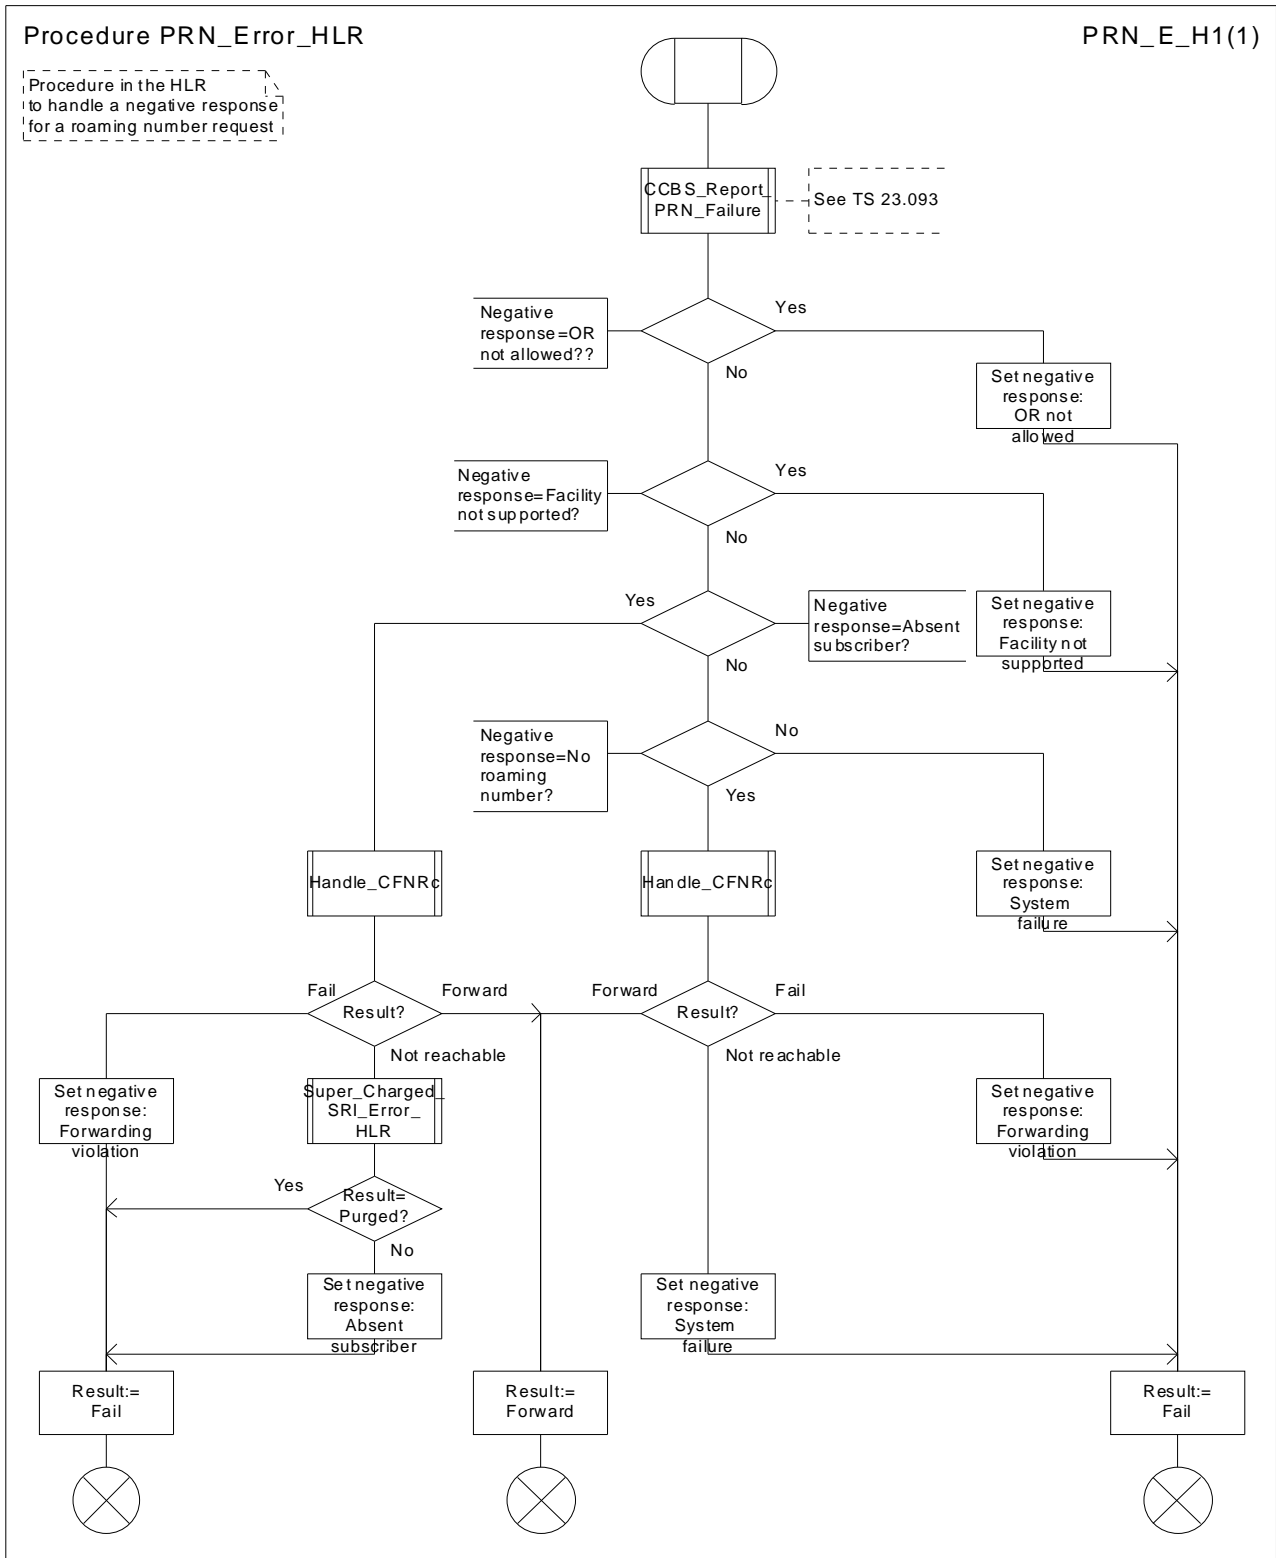 Procedure PRN_Error_HLR
PRN_E_H1(1)
Procedure in the HLR
to handle a negative response
for a roaming number request
CCBS_Report_
PRN_Failure
See TS 23.093
Negative
response=OR
not allowed??
Yes
No
Set negative
response:
OR not
allowed
Negative
response=Facility
not supported?
Yes
No
Yes
Negative
response=Absent
subscriber?
Set negative
response:
Facility not
supported
No
Negative
response=No
roaming
number?
No
Yes
Handle_CFNRc
Handle_CFNRc
Set negative
response:
System
failure
Fail
Result?
Forward
Forward
Result?
Fail
Not reachable
Not reachable
Set negative
response:
Forwarding
violation
Super_Charged_
SRI_Error_
HLR
Set negative
response:
Forwarding
violation
Yes
Result=
Purged?
No
Set negative
response:
Absent
subscriber
Set negative
response:
System
failure
Result:=
Fail
Result:=
Forward
Result:=
Fail